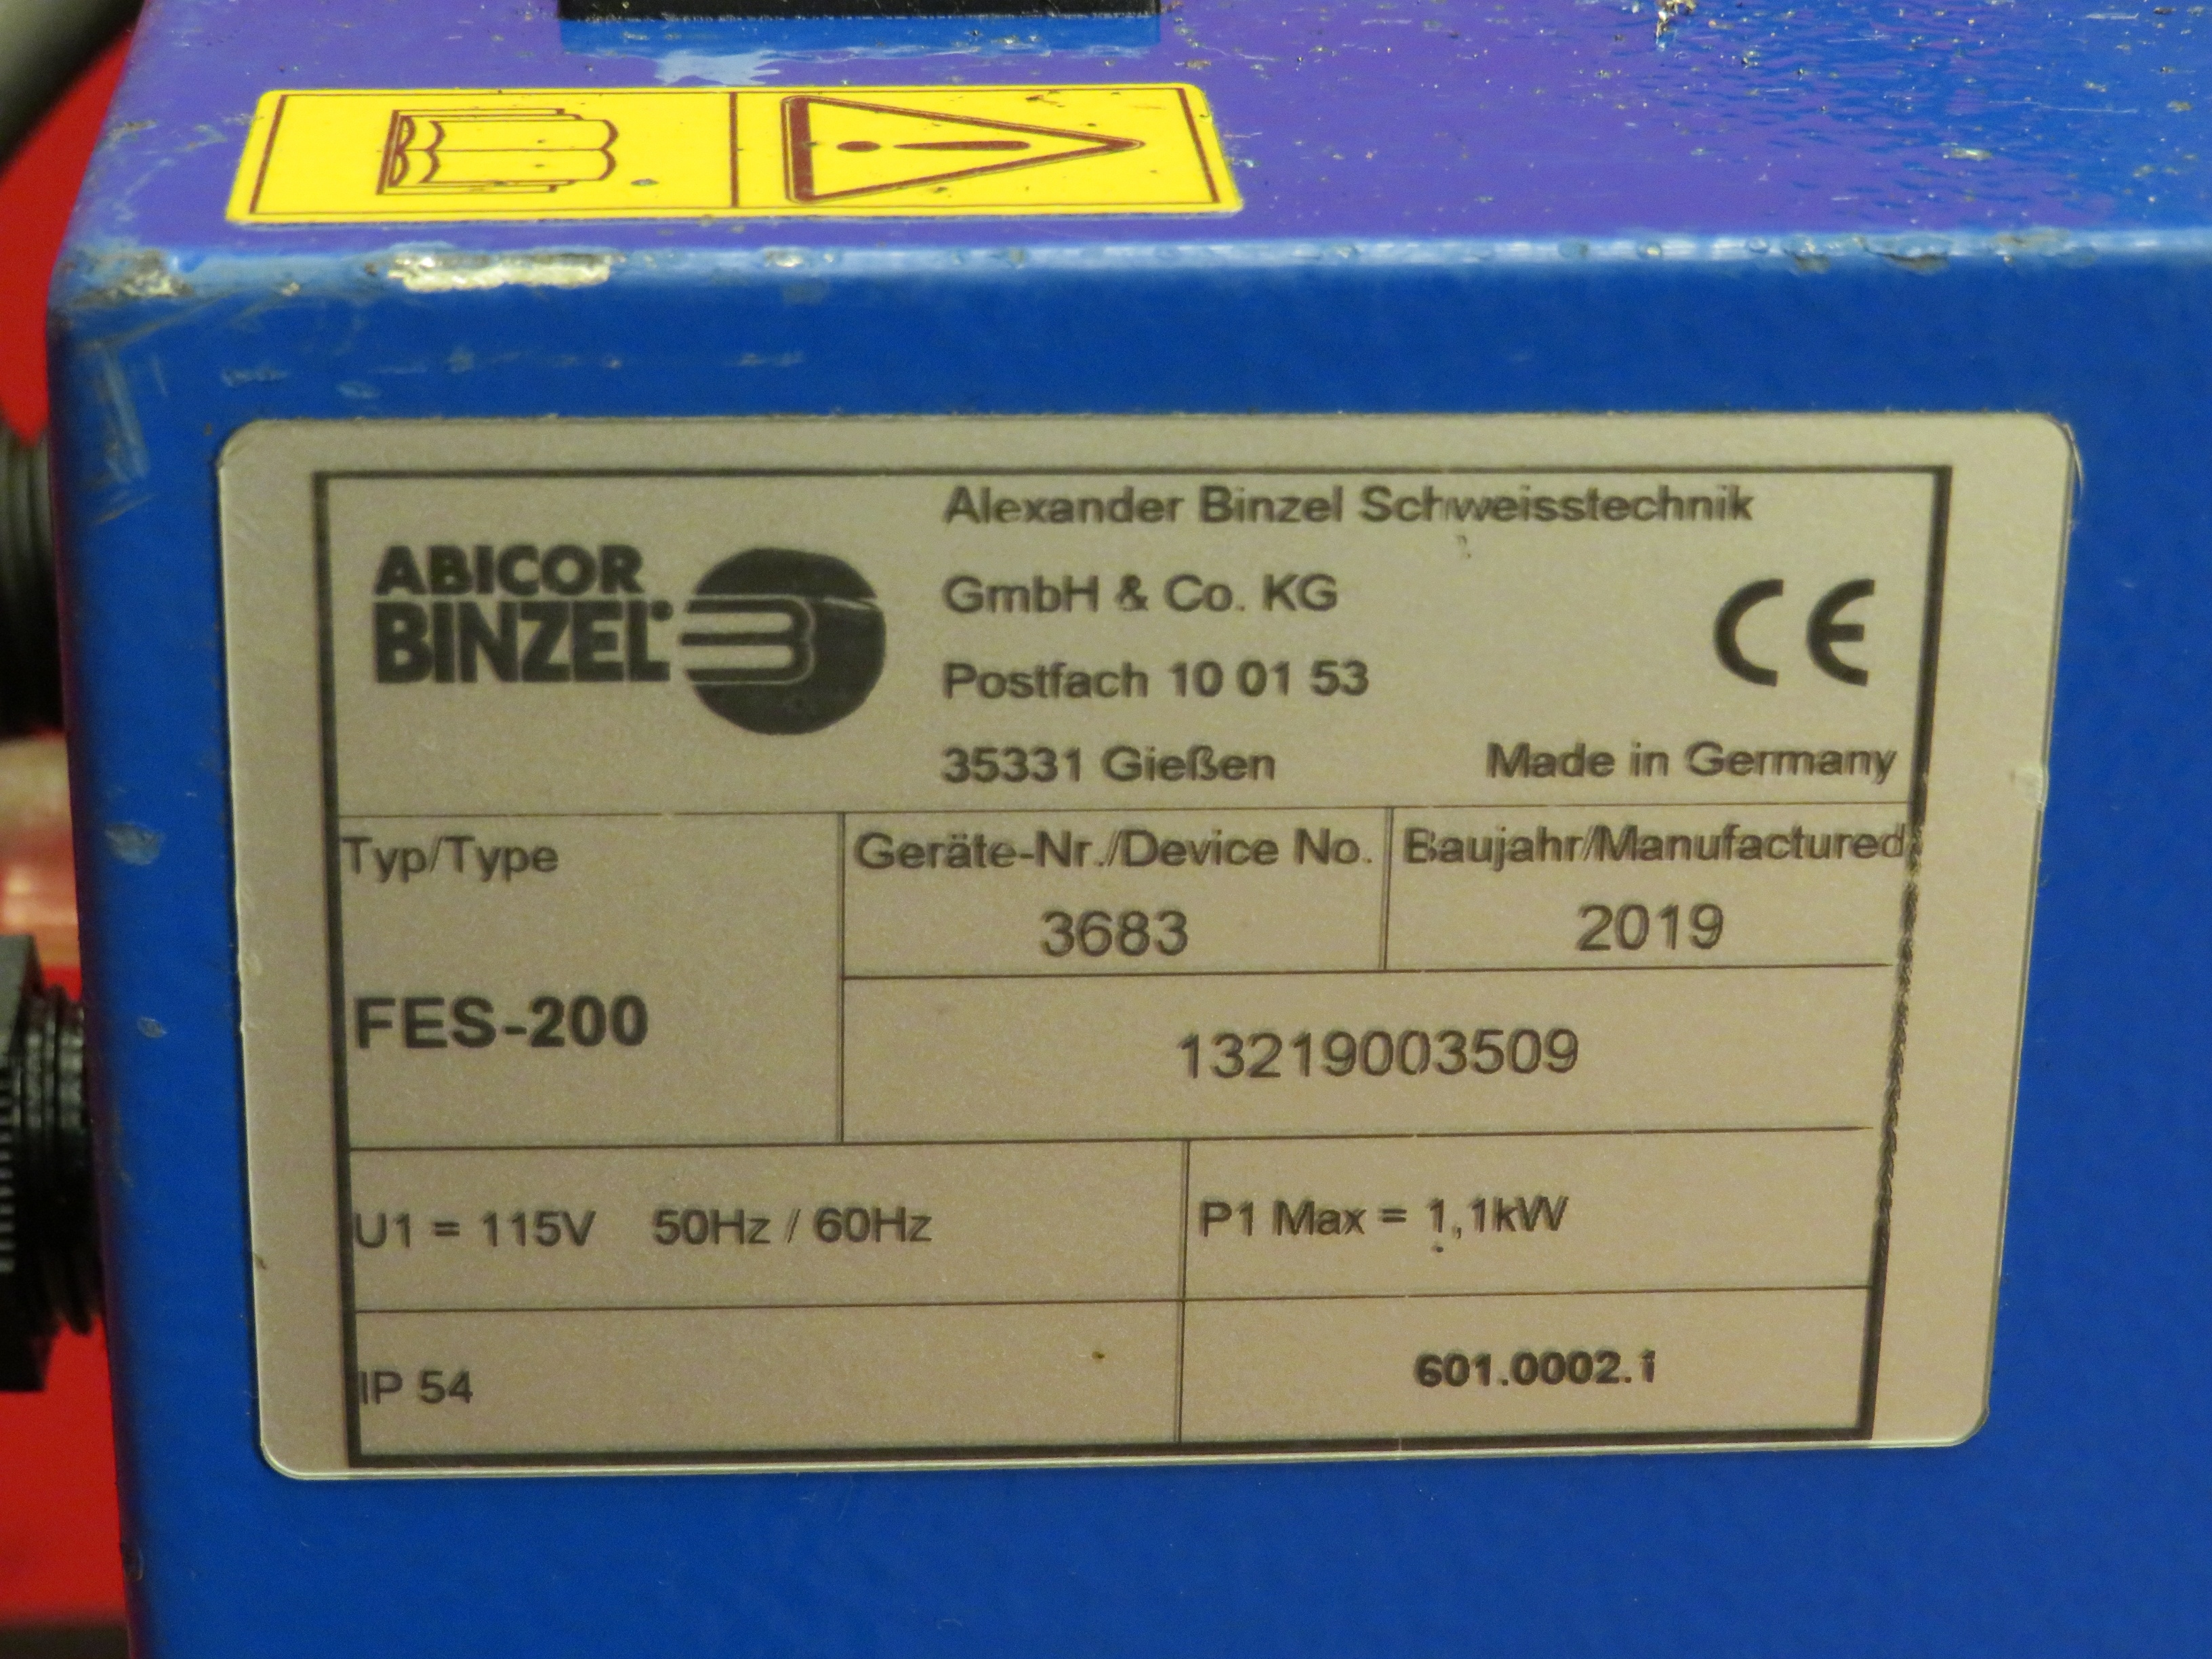 ABICOR
BINZEL
Alexander Binzel Schweisstechnik
GmbH & Co. KG
Postfach 10 01 53
35331 Gießen
CE
Made in Germany
Typ/Type
FES-200
Geräte-Nr./Device No.
3683
Baujahr/Manufactured
2019
13219003509
U1 = 115V 50Hz / 60Hz
P1 Max = 1,1kW
IP 54
601.0002.1